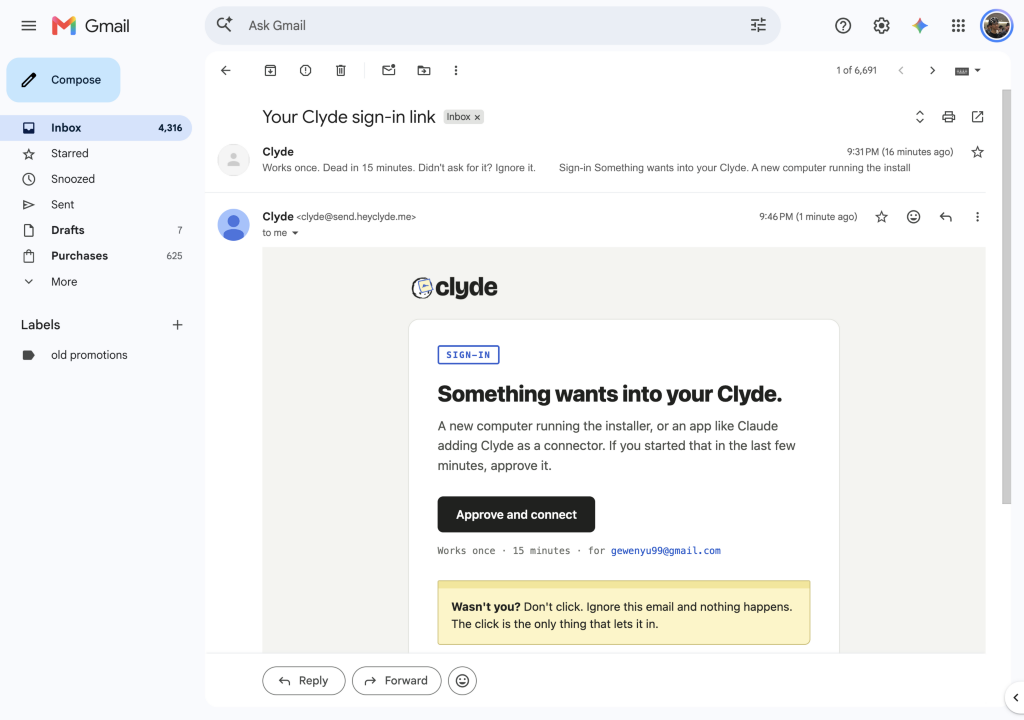 Gmail
Ask Gmail
Compose
1 of 6,691
Inbox 4,316
Starred
Snoozed
Sent
Drafts 7
Purchases 625
More
Labels
old promotions
Your Clyde sign-in link Inbox
Clyde 9:31 PM (16 minutes ago)
Works once. Dead in 15 minutes. Didn't ask for it? Ignore it. Sign-in Something wants into your Clyde. A new computer running the install
Clyde <clyde@send.heyclyde.me> 9:46 PM (1 minute ago)
to me
clyde
SIGN-IN
Something wants into your Clyde.
A new computer running the installer, or an app like Claude
adding Clyde as a connector. If you started that in the last few
minutes, approve it.
Approve and connect
Works once · 15 minutes · for gewenyu99@gmail.com
Wasn't you? Don't click. Ignore this email and nothing happens.
The click is the only thing that lets it in.
Reply
Forward